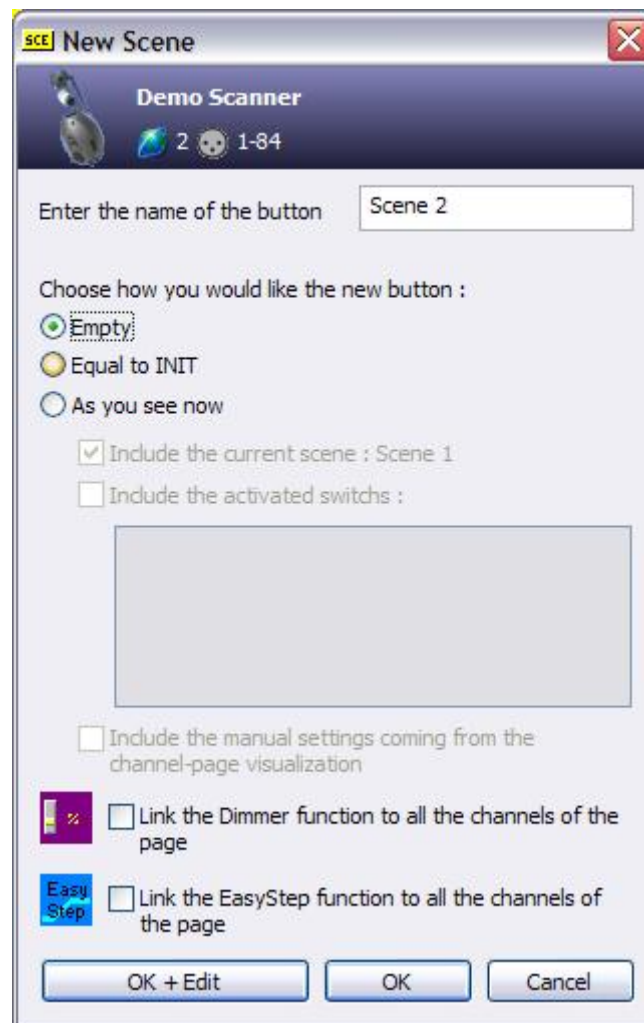 SCE New Scene
Demo Scanner
2 1-84
Enter the name of the button Scene 2
Choose how you would like the new button :
Empty
Equal to INIT
As you see now
Include the current scene : Scene 1
Include the activated switchs :
Include the manual settings coming from the
channel-page visualization
% Link the Dimmer function to all the channels of the
page
Easy Step Link the EasyStep function to all the channels of
the page
OK + Edit OK Cancel